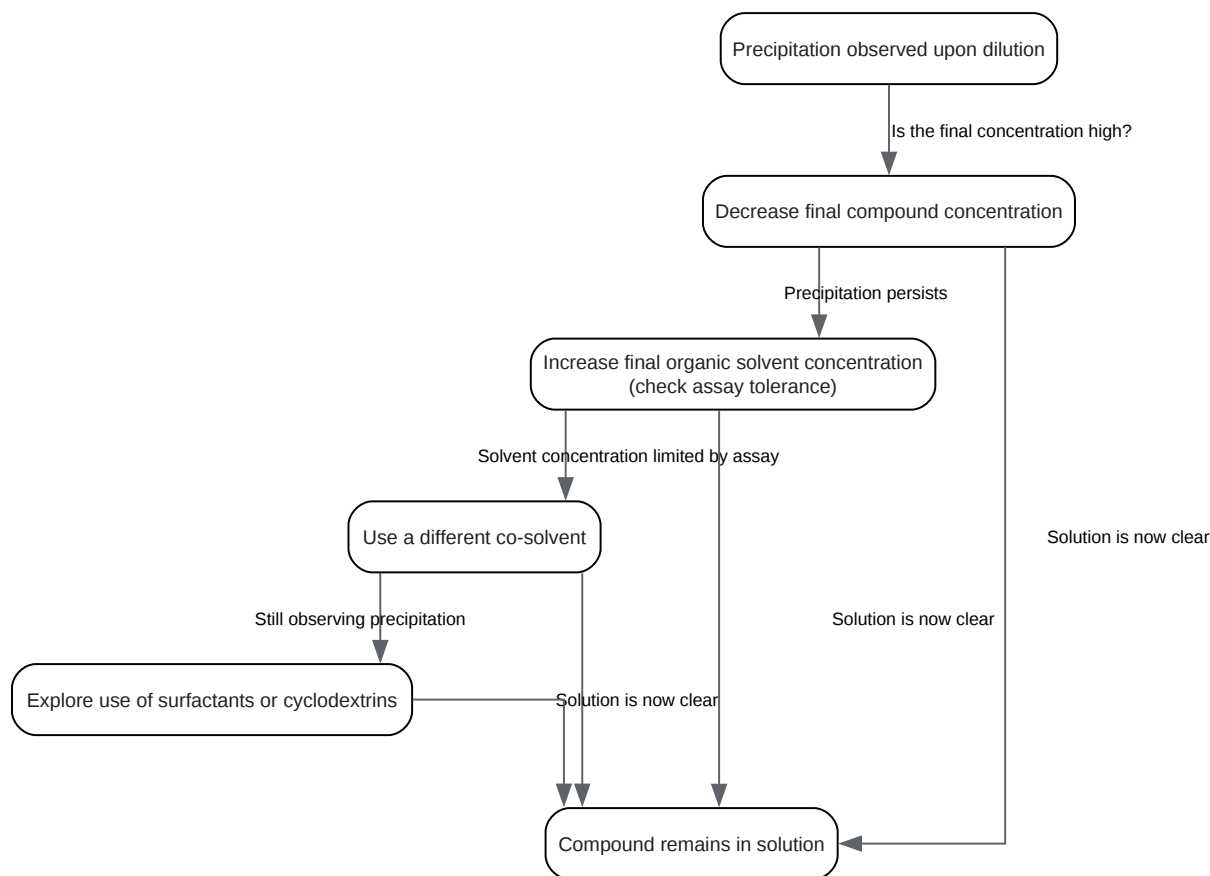 Precipitation observed upon dilution
Is the final concentration high?
Decrease final compound concentration
Precipitation persists
Increase final organic solvent concentration
(check assay tolerance)
Solvent concentration limited by assay
Use a different co-solvent
Solution is now clear
Still observing precipitation
Solution is now clear
Explore use of surfactants or cyclodextrins
Solution is now clear
Compound remains in solution